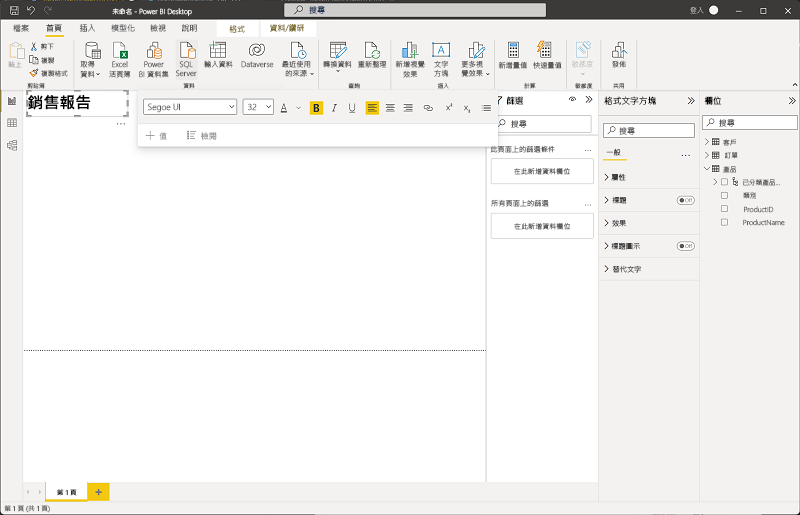 未命名 - Power BI Desktop
搜尋
登入
檔案 首頁 插入 模型化 檢視 說明 格式 資料/鑽研
貼上
剪下
複製
複製格式
剪貼簿
取得
資料
Excel
活頁簿
Power
BI 資料集
SQL
Server
輸入資料
Dataverse
最近使用
的來源
資料
轉換資料
重新整理
查詢
新增視覺
效果
文字
方塊
更多視
覺效果
插入
新增量值
快速量值
計算
敏感度
敏感度
發佈
共用
銷售報告
Segoe UI 32 A B I U
值 檢閱
篩選
搜尋
此頁面上的篩選條件 ...
在此新增資料欄位
所有頁面上的篩選 ...
在此新增資料欄位
格式文字方塊
搜尋
一般
屬性
標題 Off
效果
標題圖示 Off
替代文字
欄位
搜尋
客戶
訂單
產品
已分類產品...
類別
ProductID
ProductName
第 1 頁
第 1 頁 (共 1 頁)